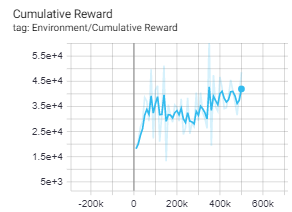 Cumulative Reward
tag: Environment/Cumulative Reward
5.5e+4
4.5e+4
3.5e+4
2.5e+4
1.5e+4
5e+3
-200k 0 200k 400k 600k